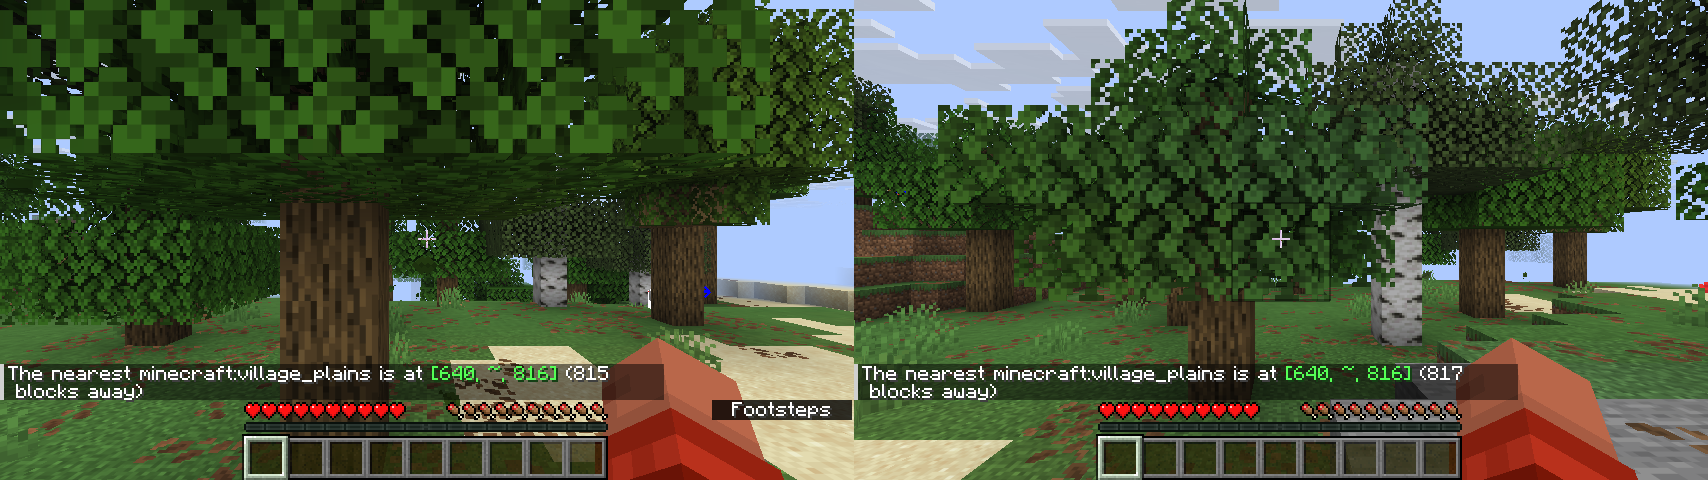 The nearest minecraft:village_plains is at [640, ~, 816] (815
blocks away)
Footsteps
The nearest minecraft:village_plains is at [640, ~, 816] (817
blocks away)